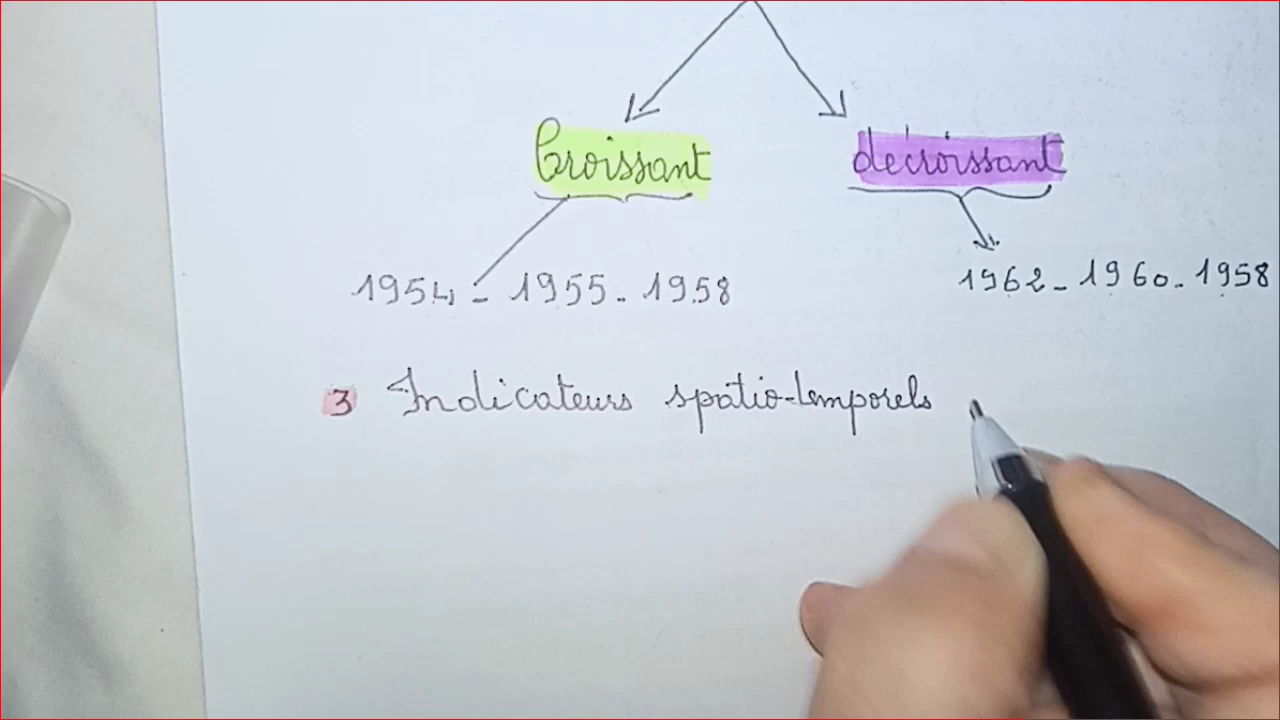 Croissant décroissant
1954 - 1955 - 1958 1962 - 1960 - 1958
3 Indicateurs spatio-temporels